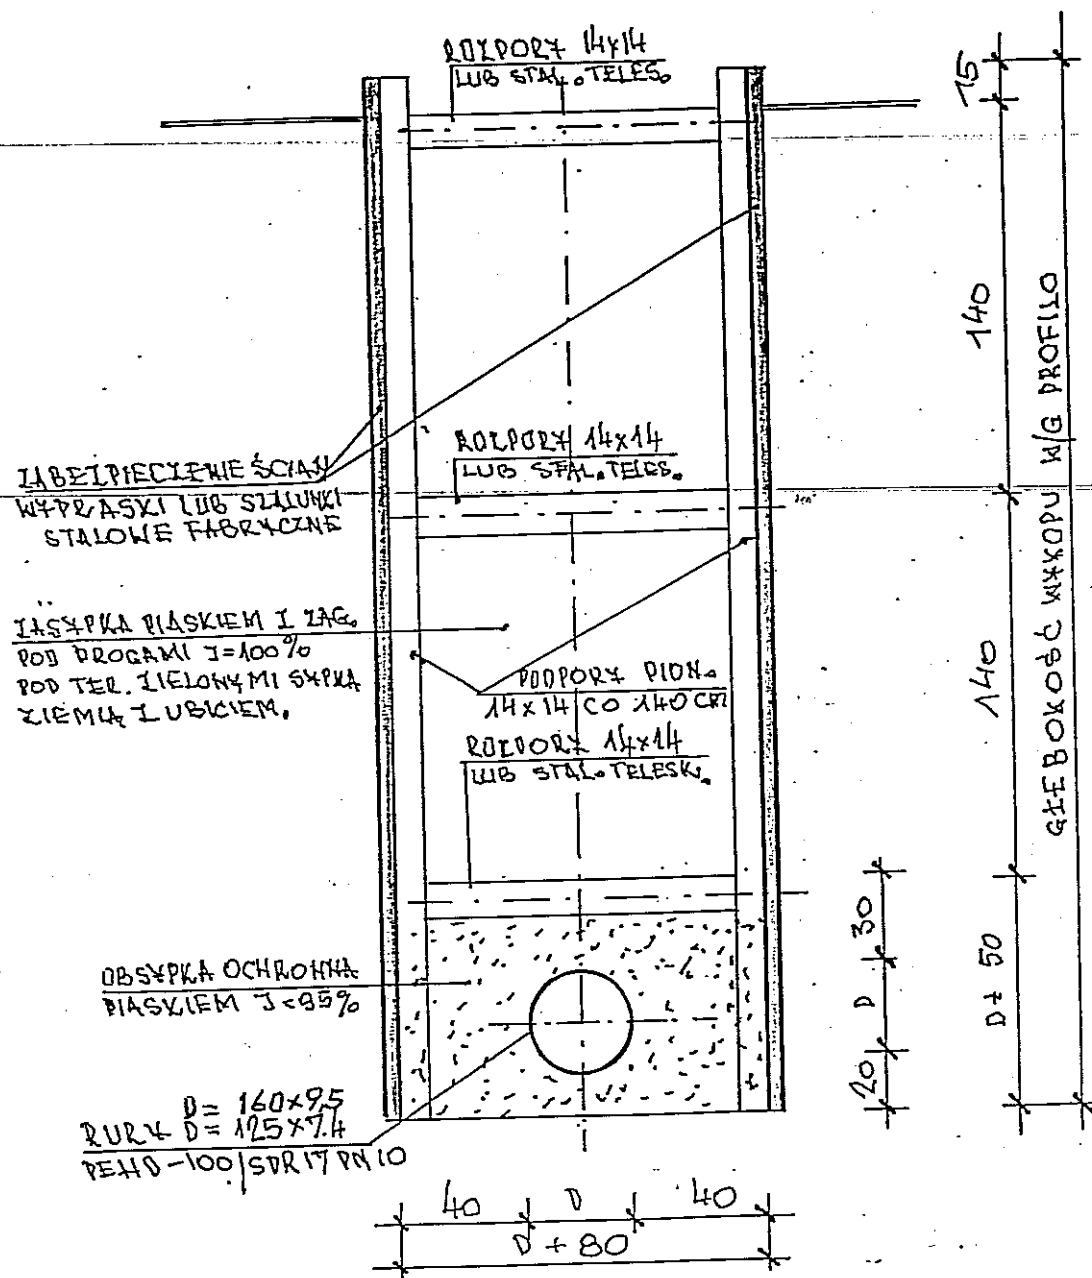 ROZPORY 14x14
LUB STAL. TELES.
15
140
ROZPORY 14x14
LUB STAL. TELES.
ZABEZPIECZENIE ŚCIAN
WYPRASKI LUB SZALUNKI
STALOWE FABRYCZNE
ZASYPKA PIASKIEM I ZAG.
POD DROGAMI J=100%
POD TER. ZIELONYMI SYPKA
ZIEMIĄ Z UBICIEM.
PODPORY PION.
14x14 CO 140 CM
ROZPORY 14x14
LUB STAL. TELESK.
140
GŁĘBOKOŚĆ WYKOPU W/G PROFILU
OBSYPKA OCHRONNA
PIASKIEM J=95%
30
D
20
D+50
D= 160x9.5
RURY D= 125x7.4
PEHD-100/SDR17 PN10
40 D 40
D + 80